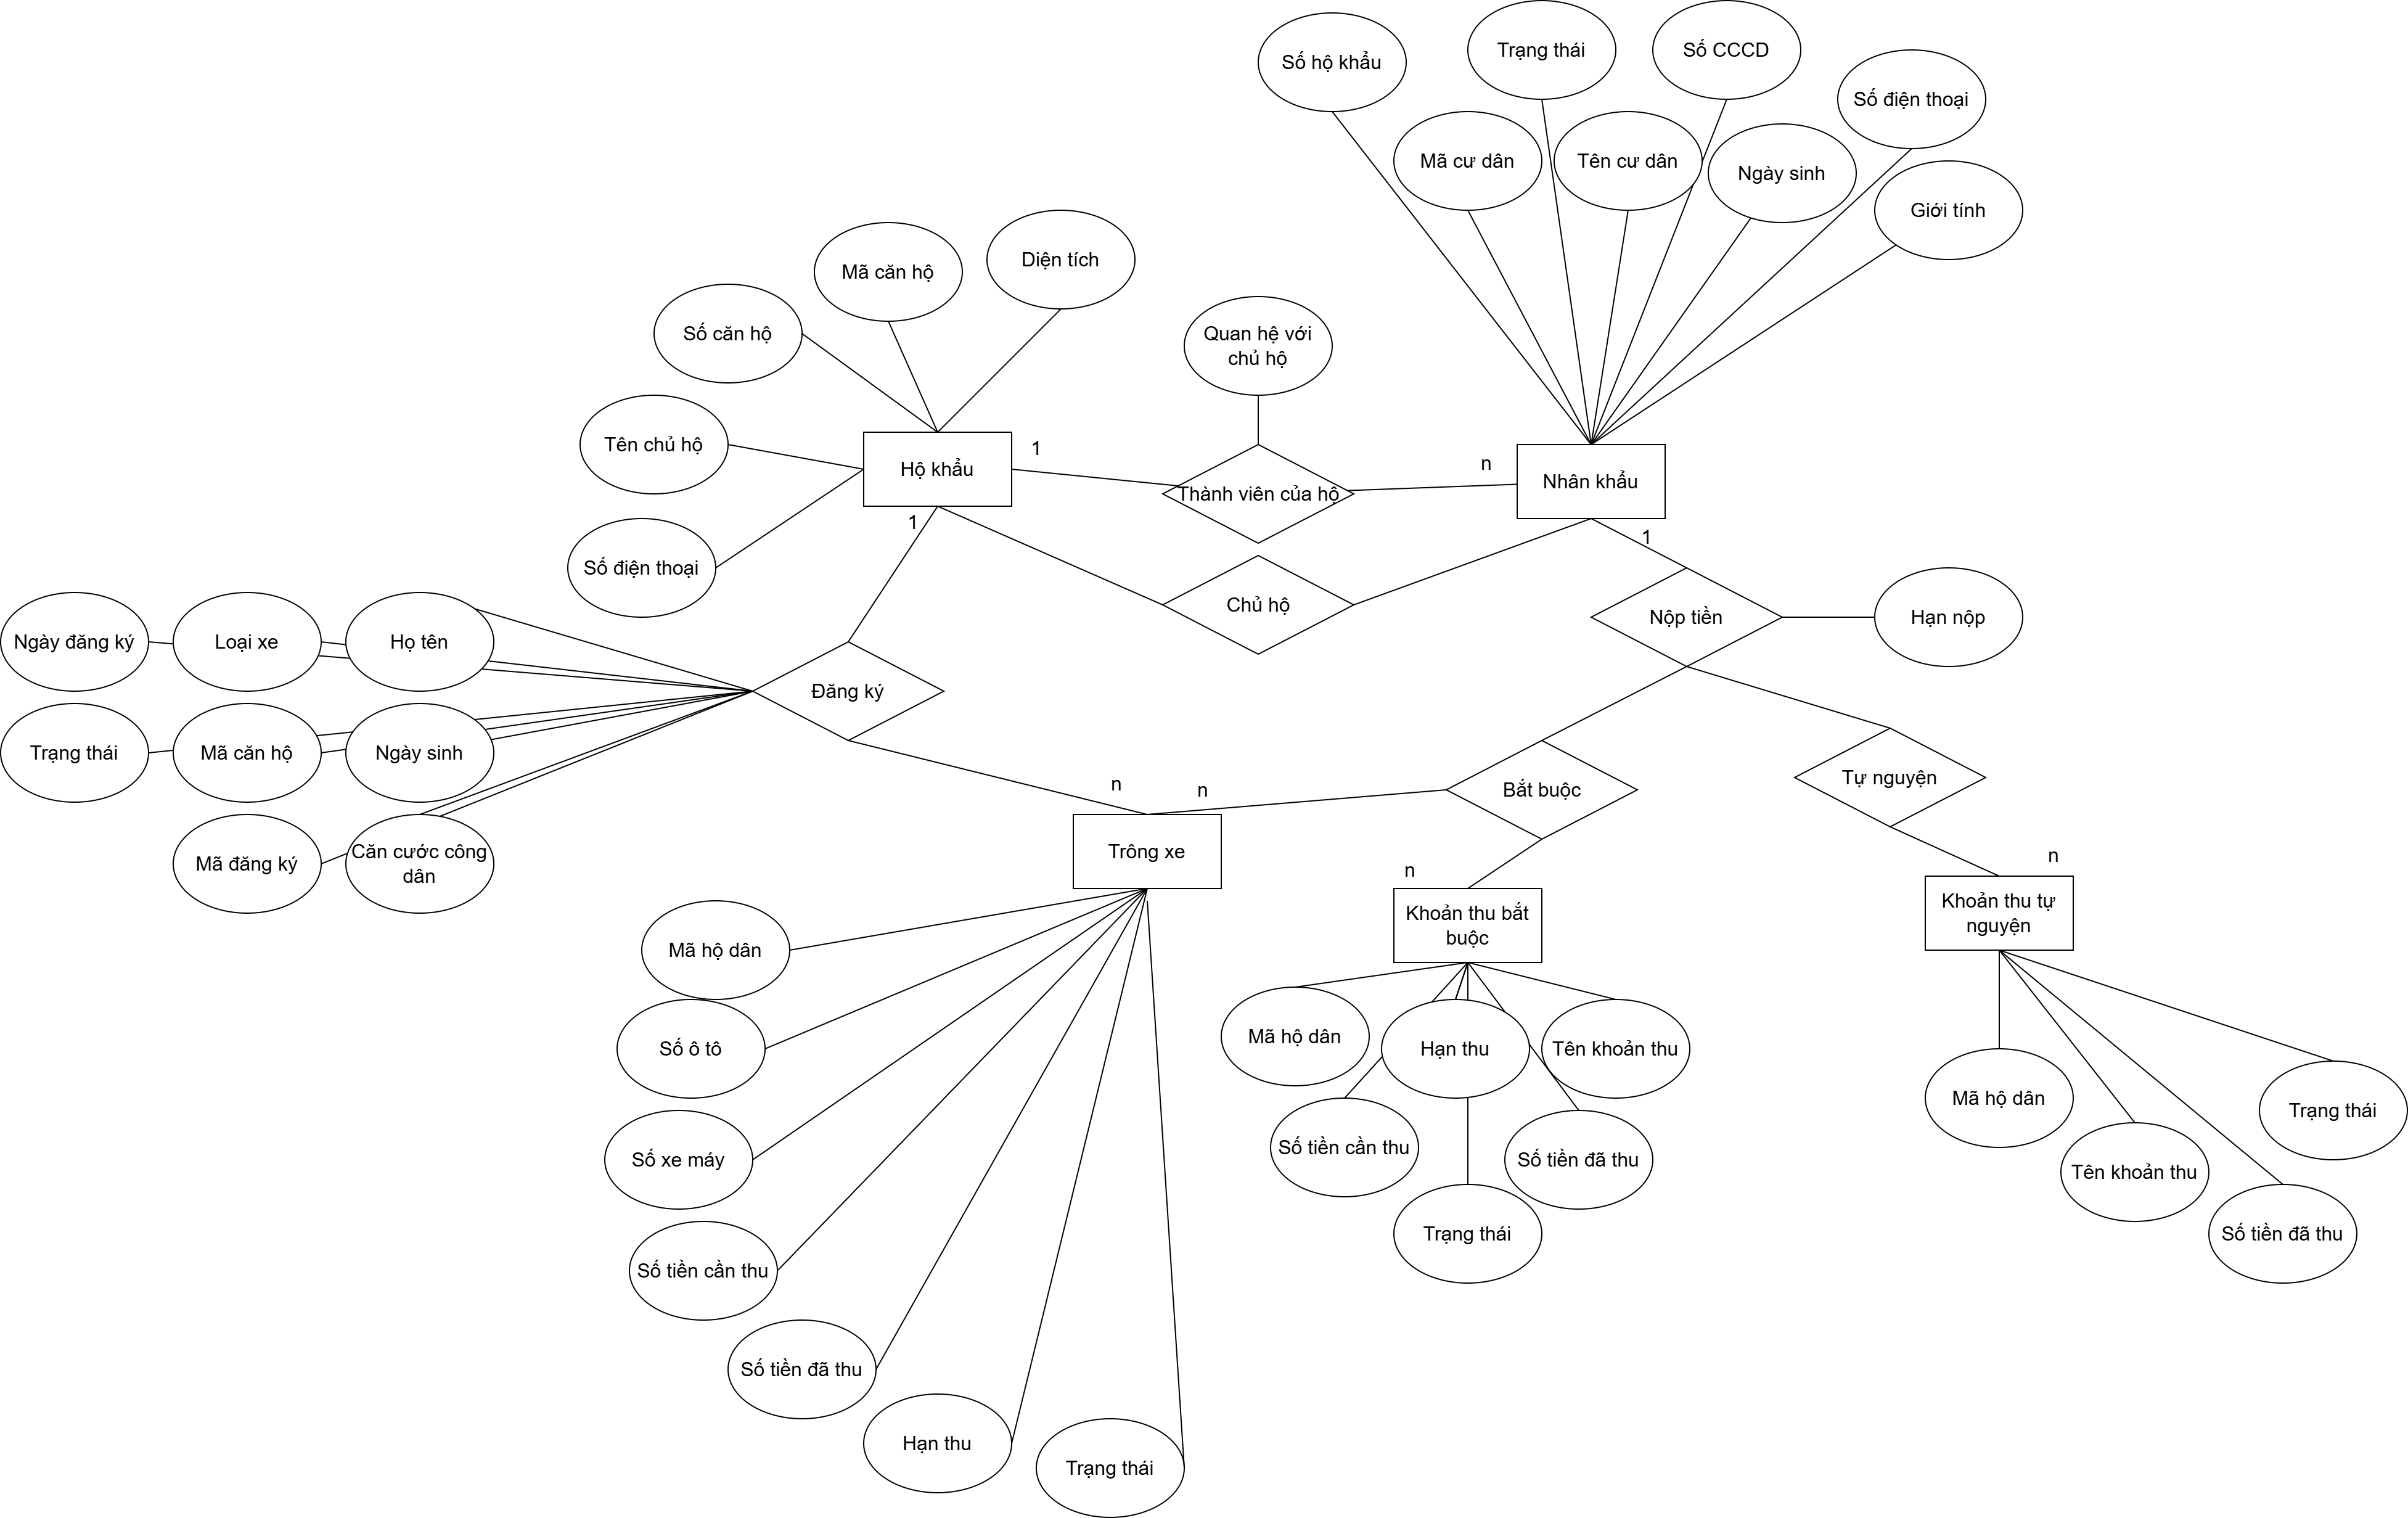 Số hộ khẩu
Trạng thái
Số CCCD
Số điện thoại
Mã cư dân
Tên cư dân
Ngày sinh
Giới tính
Diện tích
Mã căn hộ
Số căn hộ
Quan hệ với
chủ hộ
Tên chủ hộ
Hộ khẩu
1
n
Thành viên của hộ
Nhân khẩu
1
1
Số điện thoại
Chủ hộ
Nộp tiền
Hạn nộp
Ngày đăng ký
Loại xe
Họ tên
Đăng ký
Trạng thái
Mã căn hộ
Ngày sinh
n
n
Bắt buộc
Tự nguyện
Mã đăng ký
Căn cước công
dân
Trông xe
n
n
Khoản thu bắt
buộc
Khoản thu tự
nguyện
Mã hộ dân
Số ô tô
Mã hộ dân
Hạn thu
Tên khoản thu
Mã hộ dân
Trạng thái
Số xe máy
Số tiền cần thu
Số tiền đã thu
Tên khoản thu
Trạng thái
Số tiền đã thu
Số tiền cần thu
Số tiền đã thu
Hạn thu
Trạng thái